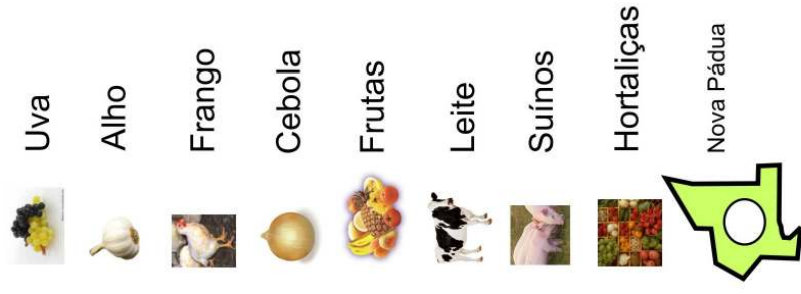 Uva
Alho
Frango
Cebola
Frutas
Leite
Suínos
Hortaliças
Nova Pádua